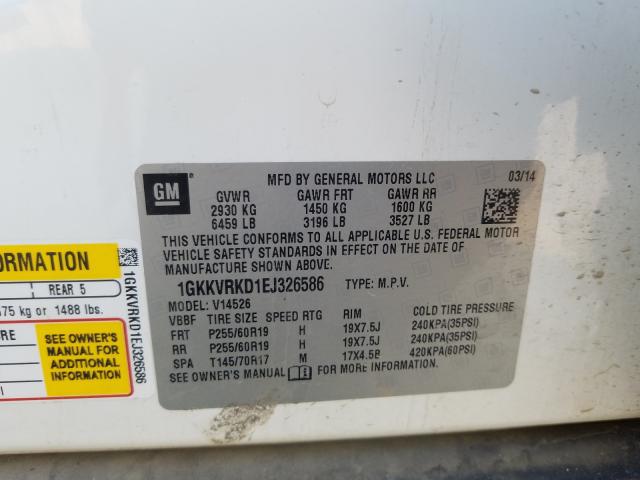 GM
MFD BY GENERAL MOTORS LLC
03/14
GVWR GAWR FRT GAWR RR
2930 KG 1450 KG 1600 KG
6459 LB 3196 LB 3527 LB
THIS VEHICLE CONFORMS TO ALL APPLICABLE U.S. FEDERAL MOTOR
VEHICLE SAFETY STANDARDS IN EFFECT ON THE DATE OF
MANUFACTURE SHOWN ABOVE.
1GKKVRKD1EJ326586 TYPE: M.P.V.
MODEL: V14526
VBBF TIRE SIZE SPEED RTG RIM COLD TIRE PRESSURE
FRT P255/60R19 H 19X7.5J 240KPA(35PSI)
RR P255/60R19 H 19X7.5J 240KPA(35PSI)
SPA T145/70R17 M 17X4.5B 420KPA(60PSI)
SEE OWNER'S MANUAL FOR MORE INFORMATION
ORMATION
REAR 5
675 kg or 1488 lbs.
SEE OWNER'S
MANUAL FOR
ADDITIONAL
INFORMATION
1GKKVRKD1EJ326586